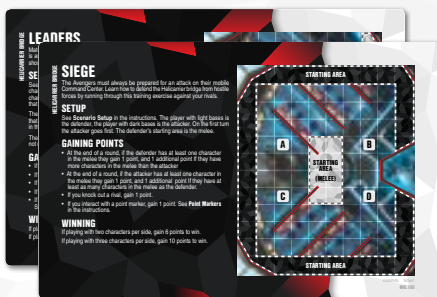 LEADERS
HELICARRIER BRIDGE
SIEGE
The Avengers must always be prepared for an attack on their mobile
Command Center. Learn how to defend the Helicarrier bridge from hostile
forces by running through this training exercise against your rivals.
SETUP
See Scenario Setup in the instructions. The player with light bases is
the defender, the player with dark bases is the attacker. On the first turn
the attacker goes first. The defender's starting area is the melee.
GAINING POINTS
• At the end of a round, if the defender has at least one character
in the melee they gain 1 point, and 1 additional point if they have
more characters in the melee than the attacker
• At the end of a round, if the attacker has at least one character in
the melee they gain 1 point, and 1 additional point If they have at
least as many characters in the melee as the defender.
• If you knock out a rival, gain 1 point.
• If you interact with a point marker, gain 1 point. See Point Markers
in the instructions.
WINNING
If playing with two characters per side, gain 6 points to win.
If playing with three characters per side, gain 10 points to win.
HELICARRIER BRIDGE
STARTING AREA
A
B
STARTING
AREA
(MELEE)
C
D
STARTING AREA